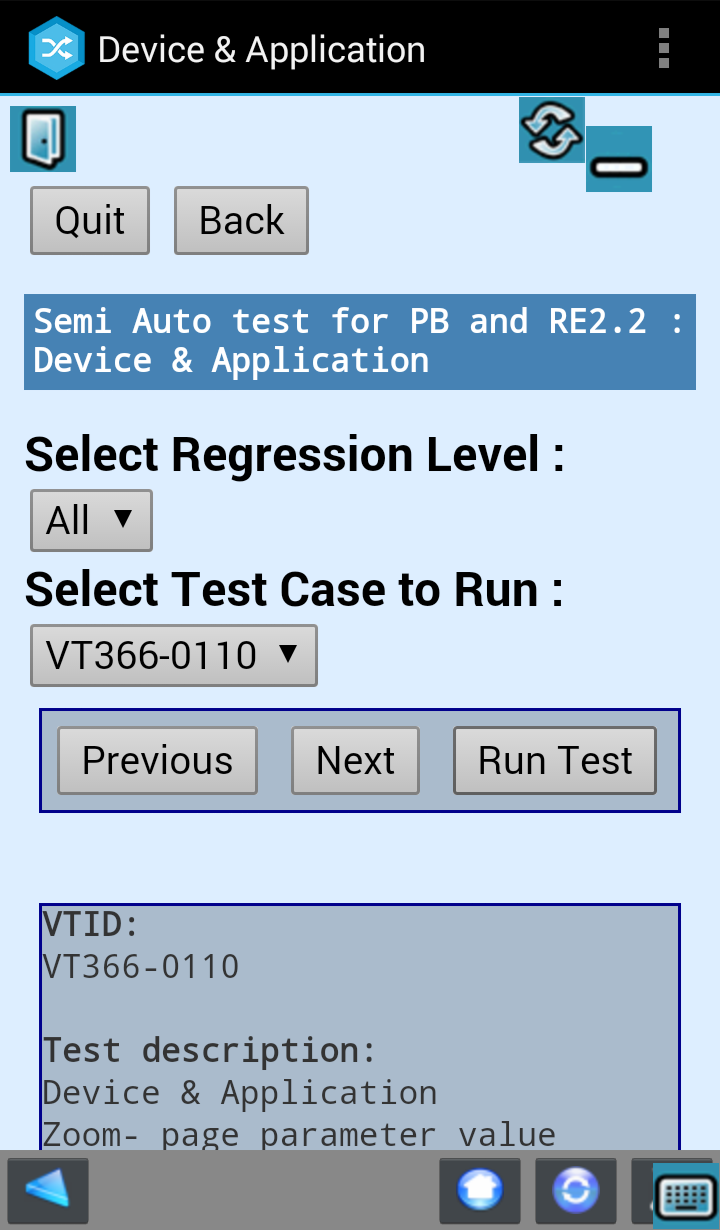 Device & Application
Quit Back
Semi Auto test for PB and RE2.2 :
Device & Application
Select Regression Level :
All ▼
Select Test Case to Run :
VT366-0110 ▼
Previous Next Run Test
VTID:
VT366-0110
Test description:
Device & Application
Zoom- page parameter value